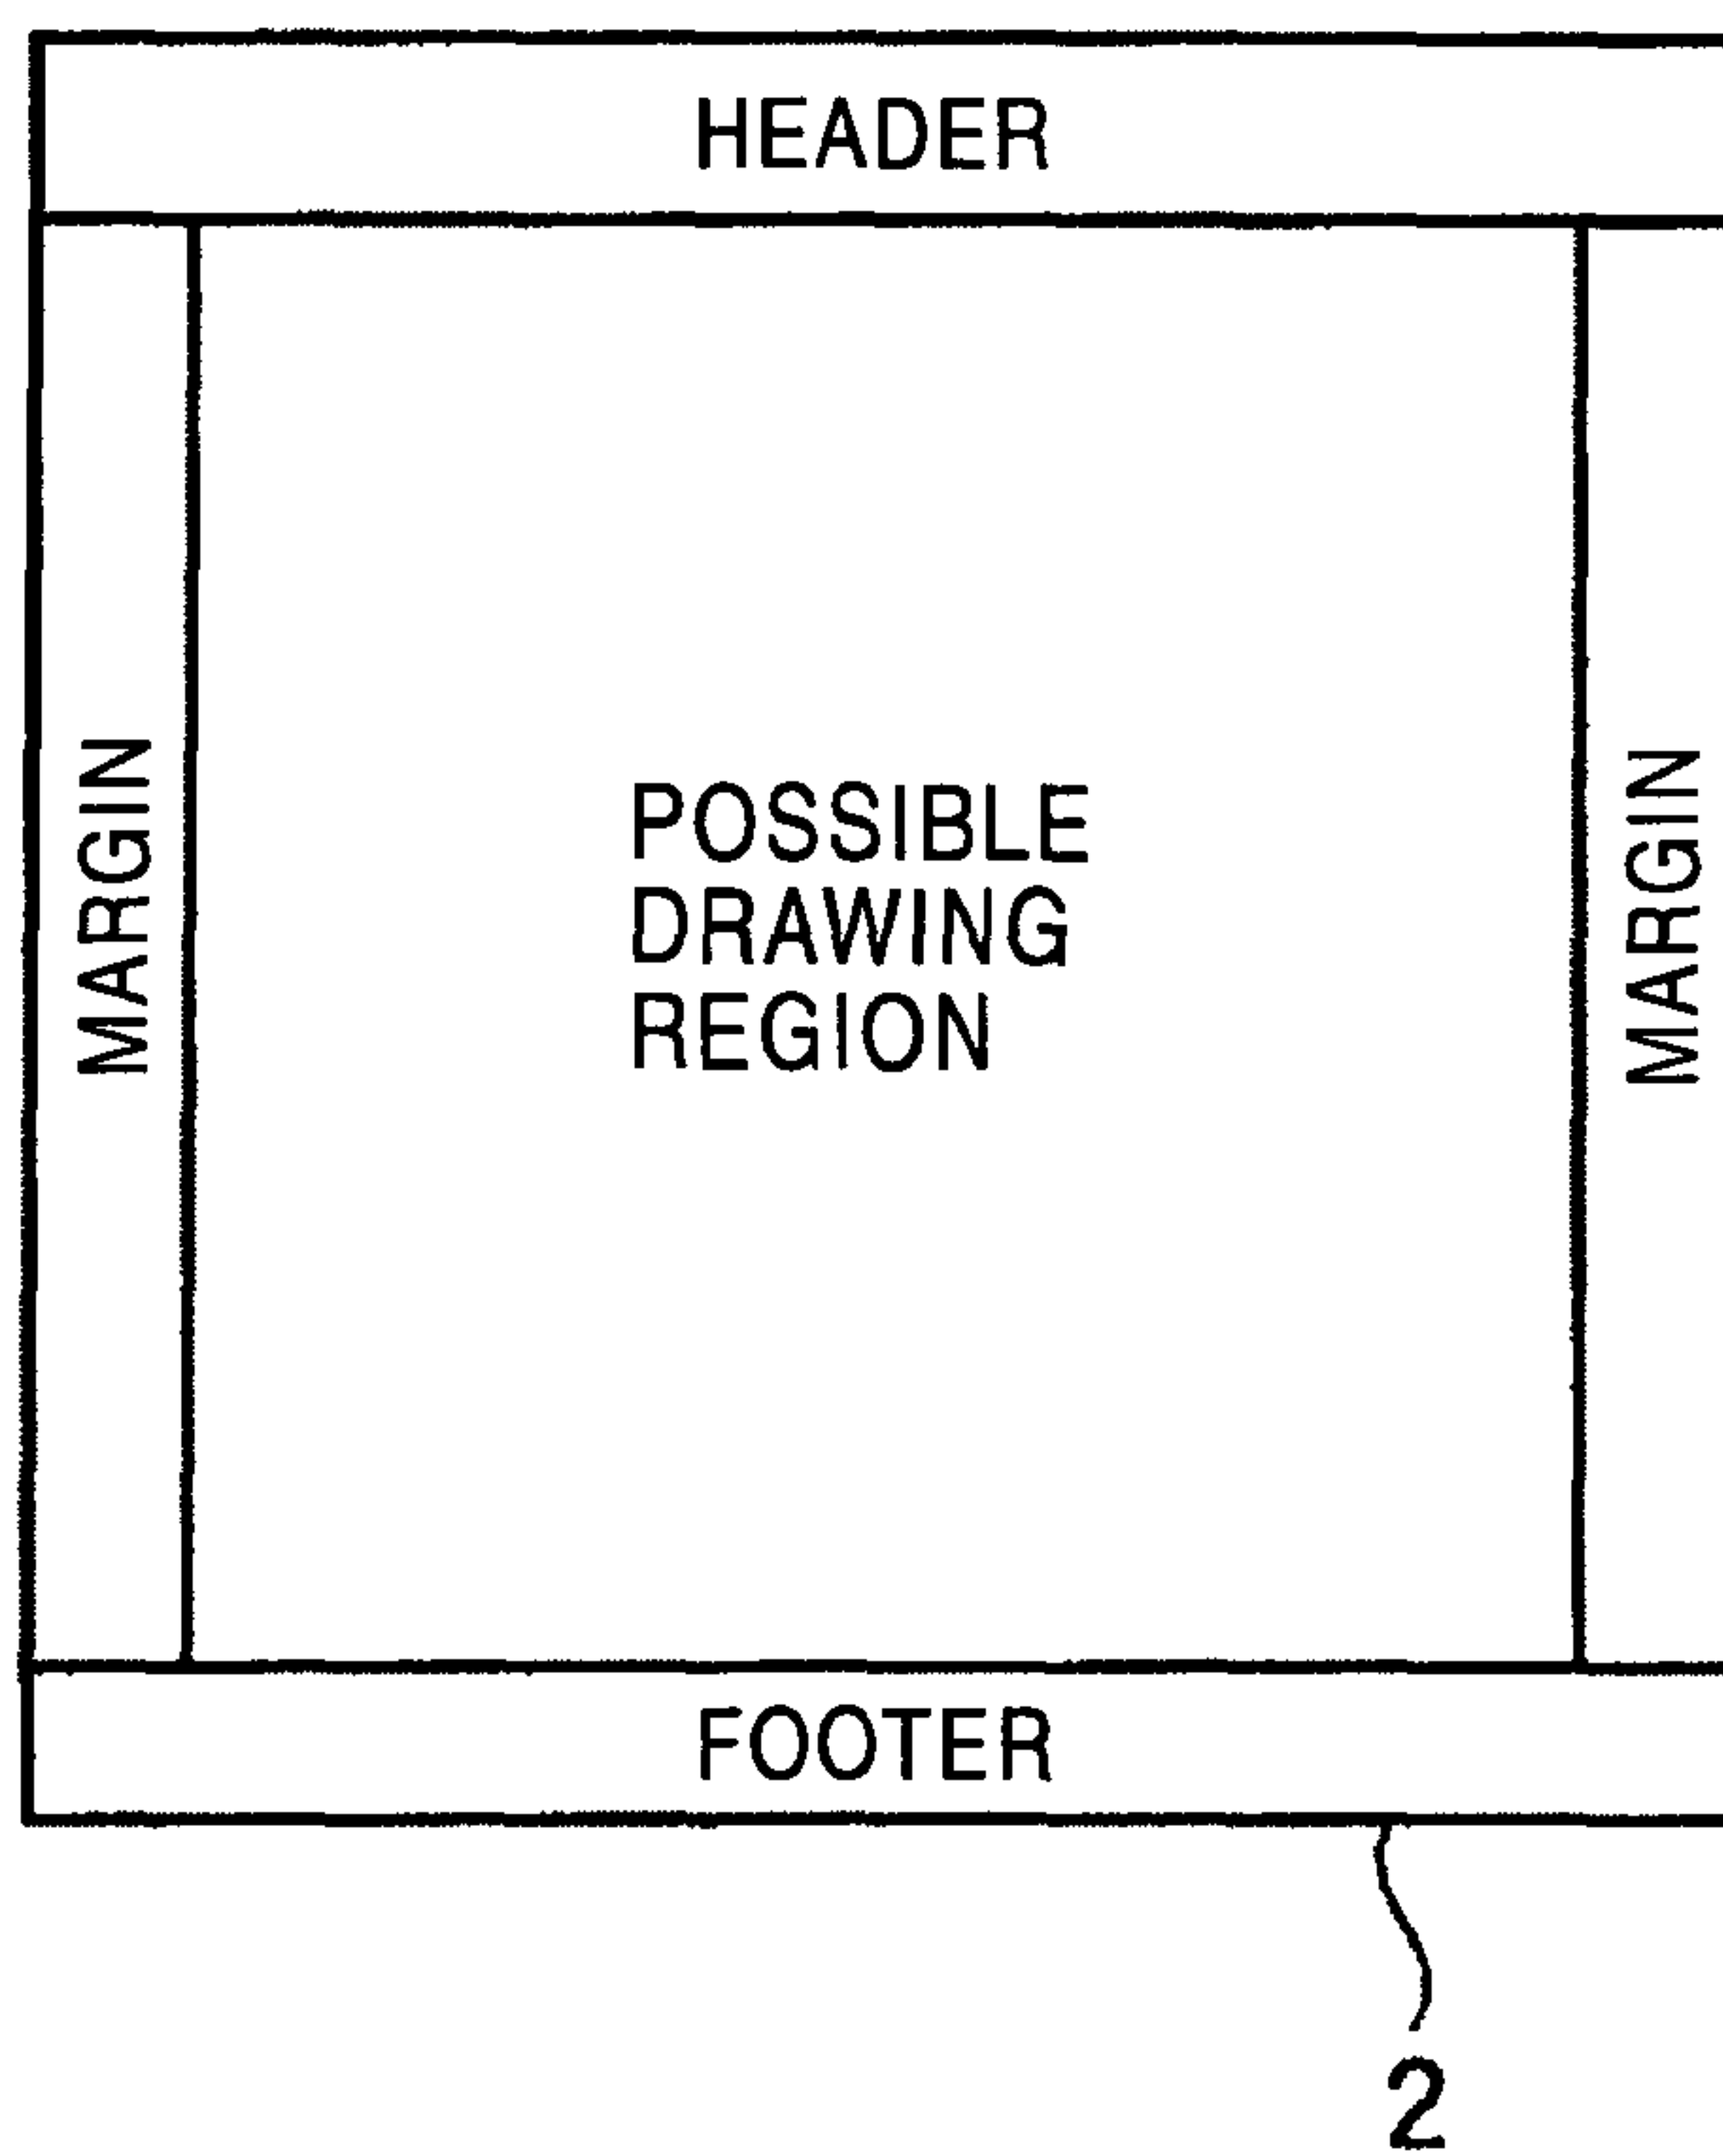 HEADER
MARGIN
POSSIBLE
DRAWING
REGION
MARGIN
FOOTER
2